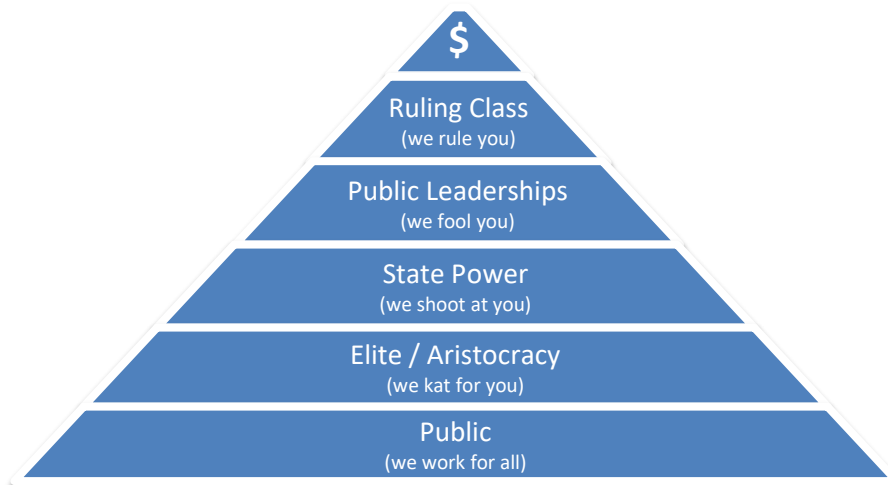 $
Ruling Class
(we rule you)
Public Leaderships
(we fool you)
State Power
(we shoot at you)
Elite / Aristocracy
(we kat for you)
Public
(we work for all)